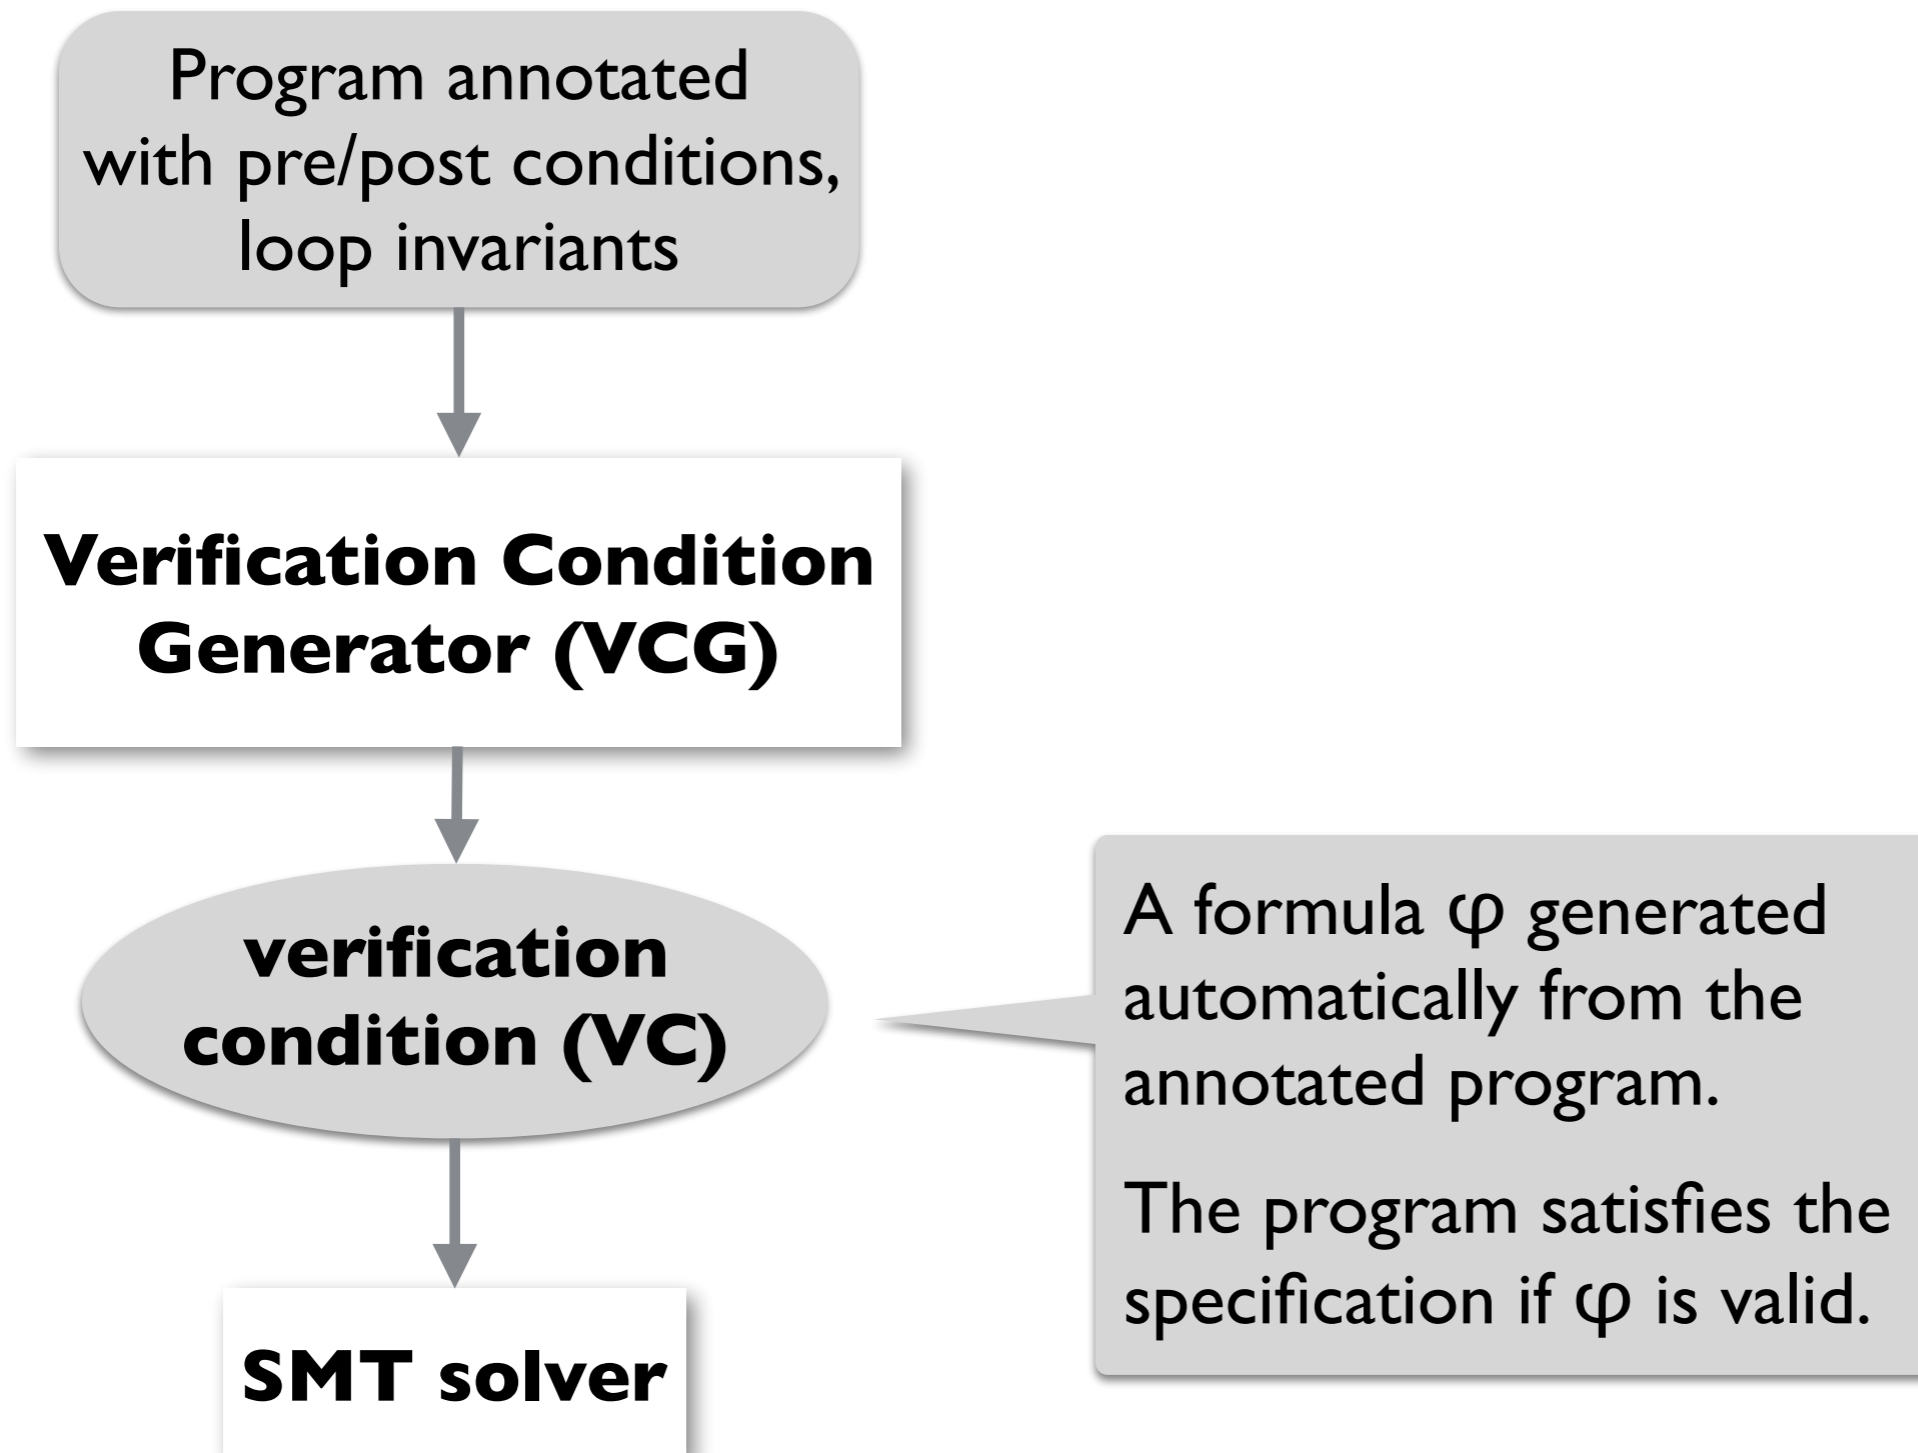 Program annotated
with pre/post conditions,
loop invariants
Verification Condition
Generator (VCG)
verification
condition (VC)
A formula φ generated
automatically from the
annotated program.
The program satisfies the
specification if φ is valid.
SMT solver